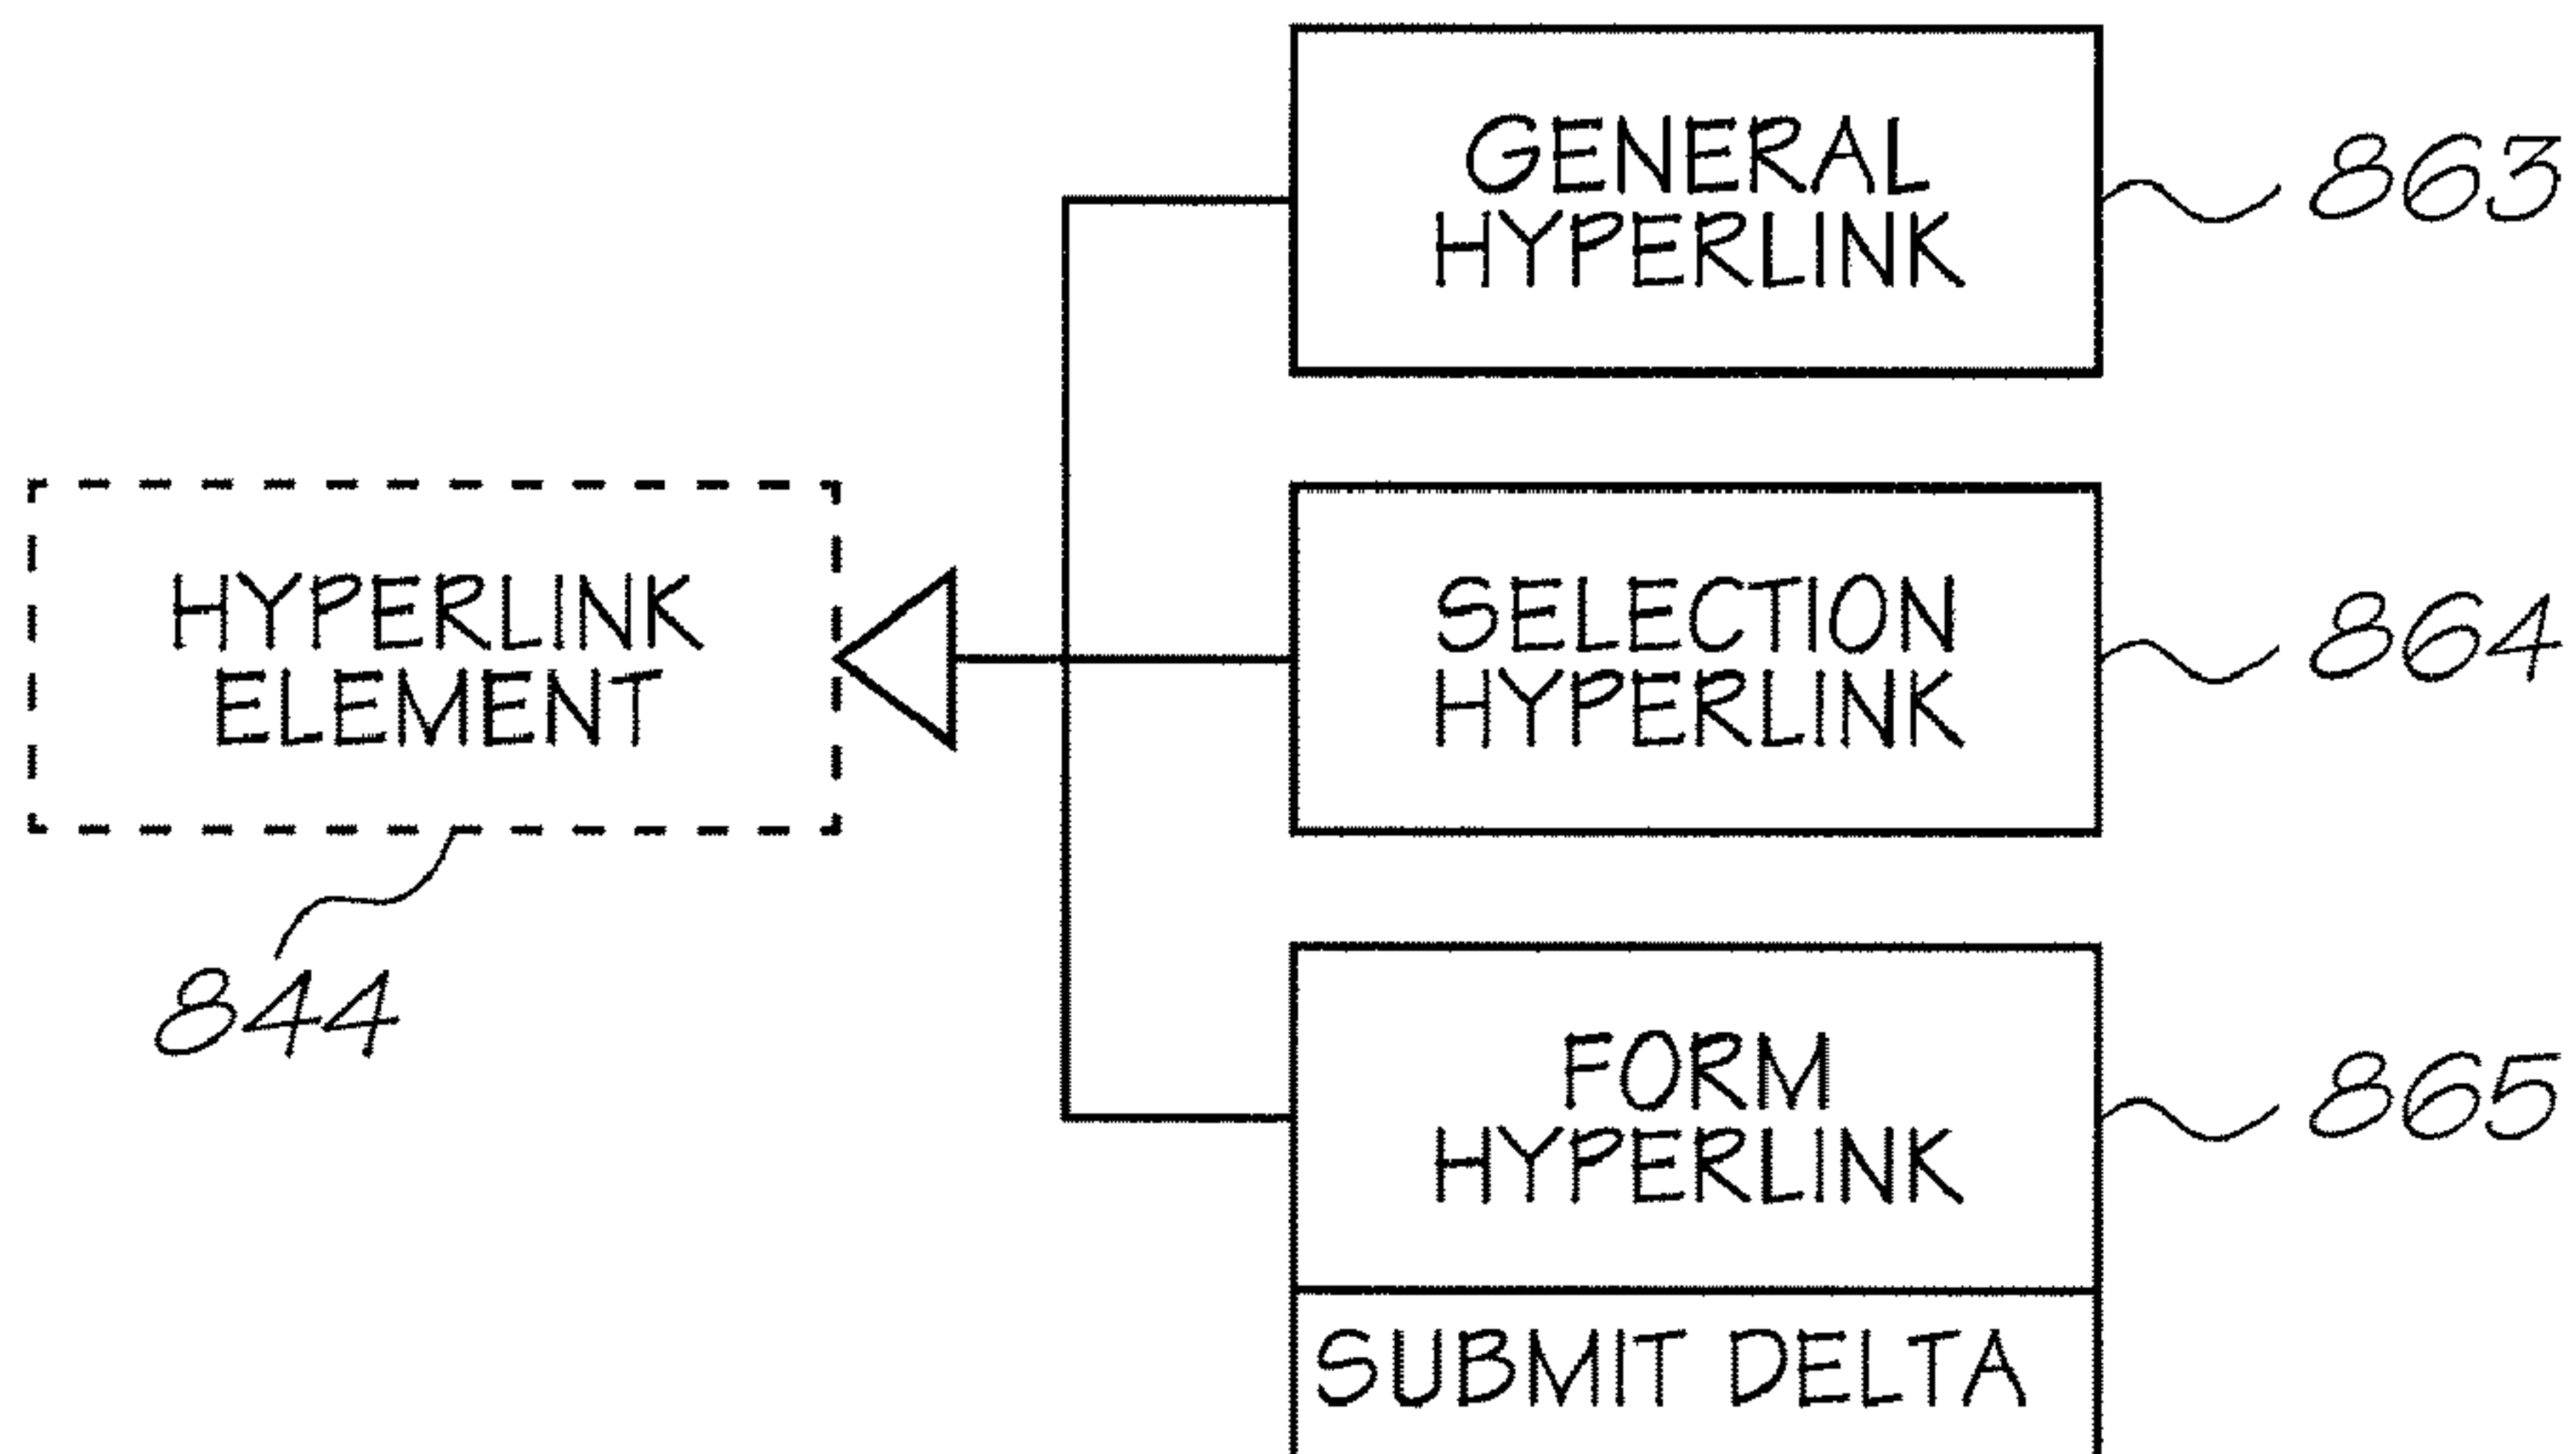 GENERAL
HYPERLINK
863
HYPERLINK
ELEMENT
844
SELECTION
HYPERLINK
864
FORM
HYPERLINK
865
SUBMIT DELTA